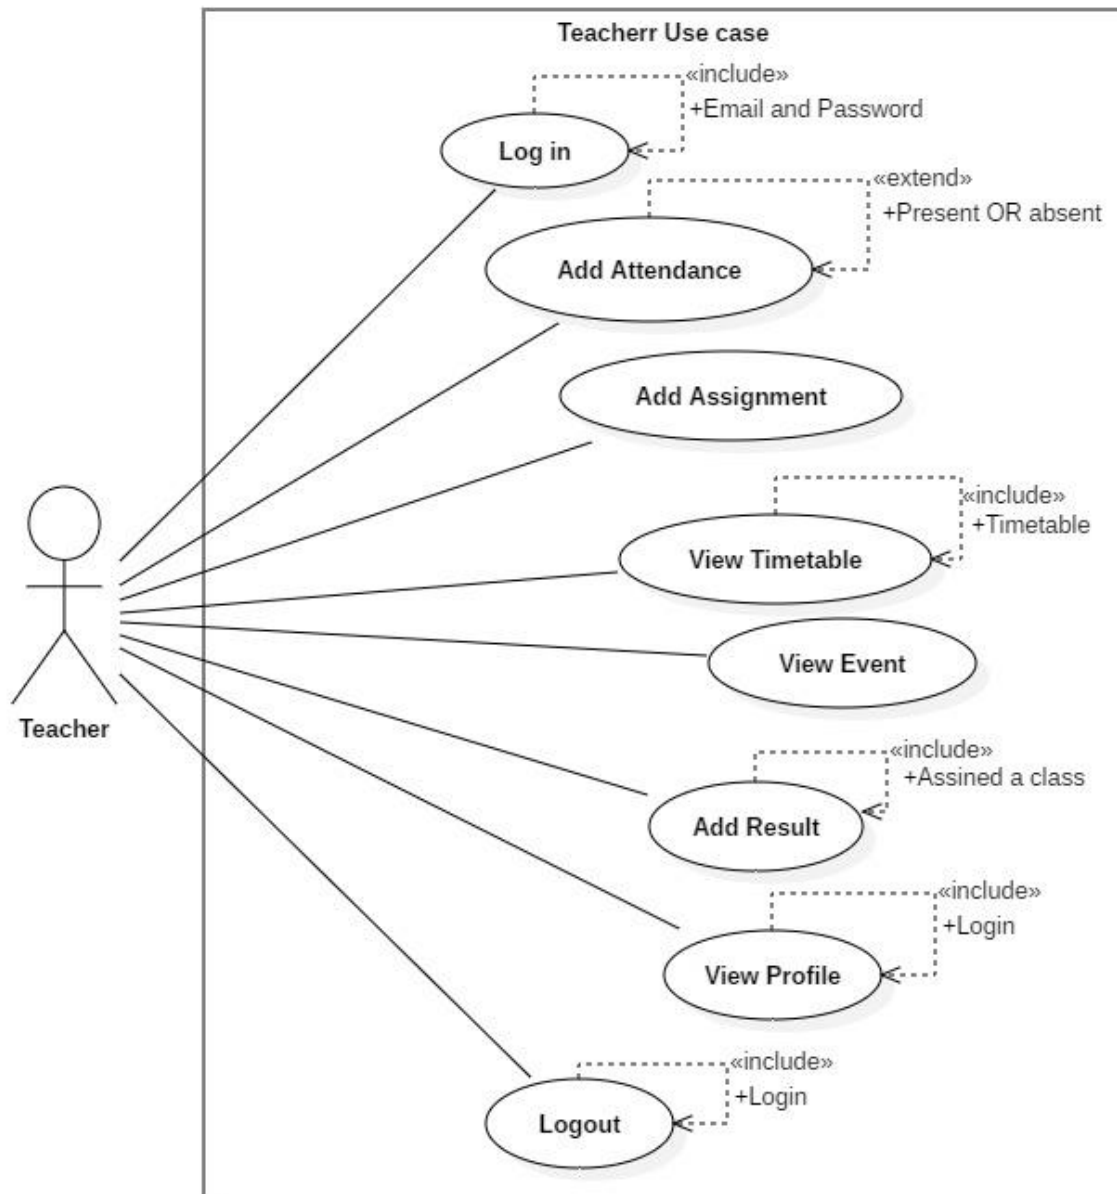 Teacherr Use case
«include»
+Email and Password
Log in
«extend»
+Present OR absent
Add Attendance
Add Assignment
«include»
+Timetable
View Timetable
View Event
Teacher
«include»
+Assined a class
Add Result
«include»
+Login
View Profile
«include»
+Login
Logout